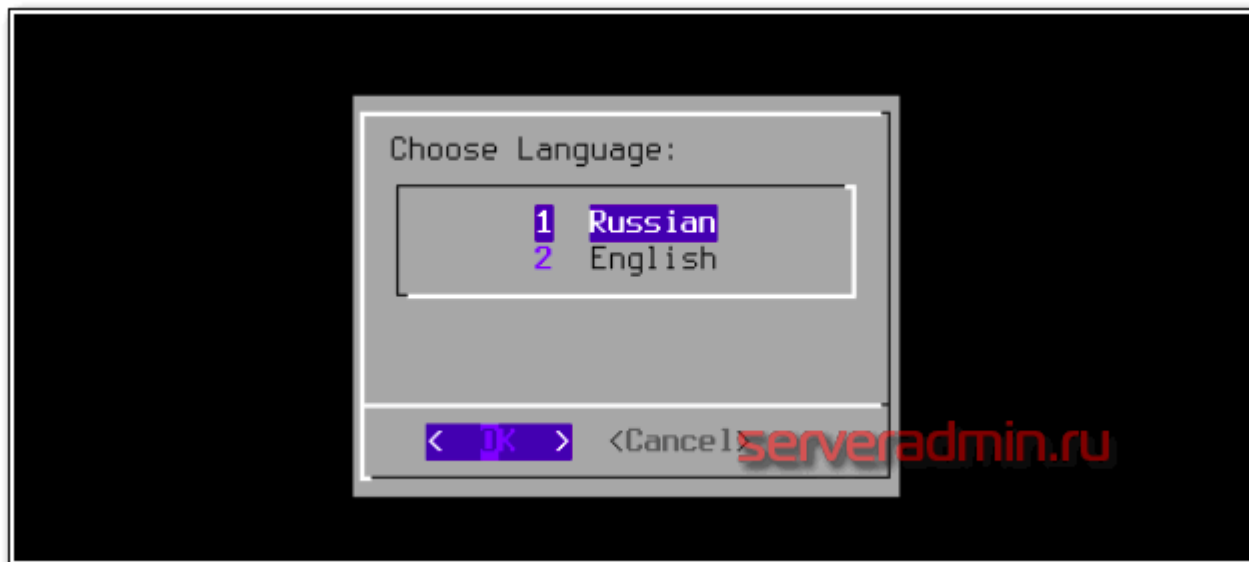 Choose Language:
1 Russian
2 English
< OK > <Cancel>
serveradmin.ru